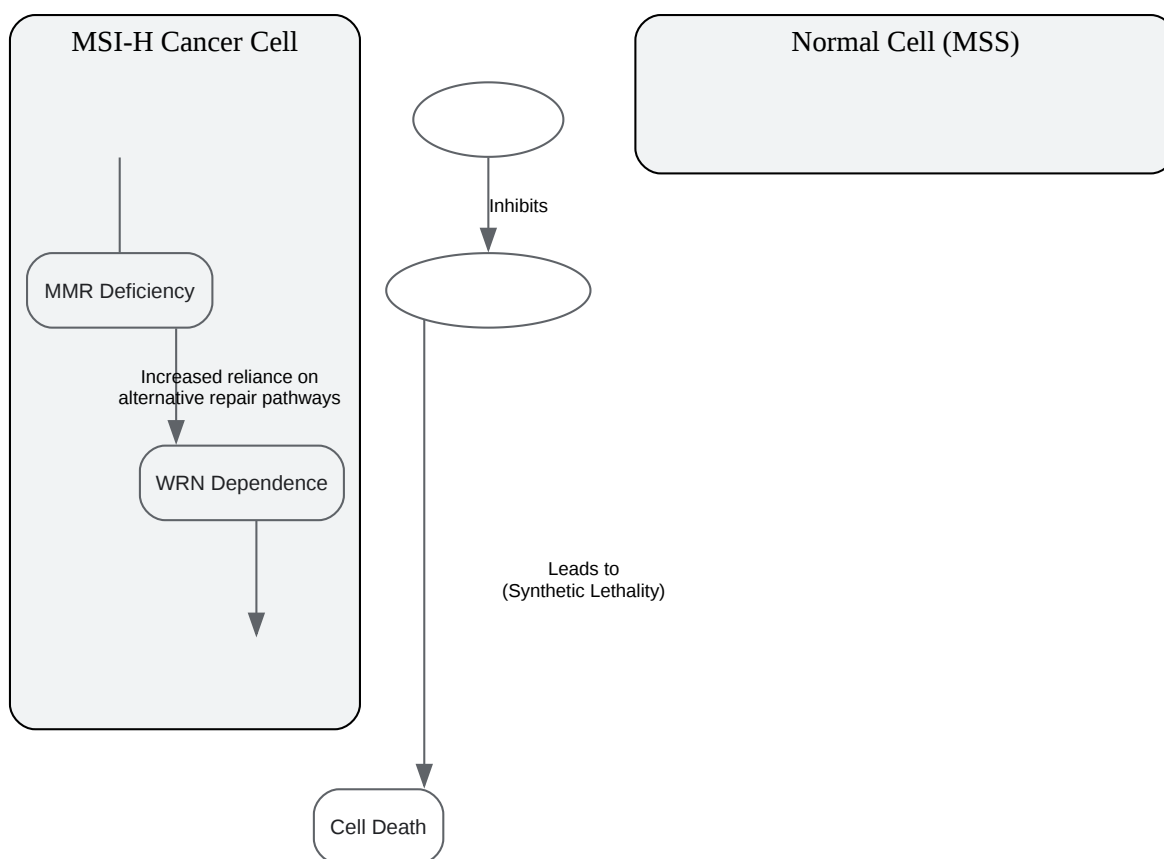 MSI-H Cancer Cell
Normal Cell (MSS)
Inhibits
MMR Deficiency
Increased reliance on
alternative repair pathways
WRN Dependence
Leads to
(Synthetic Lethality)
Cell Death